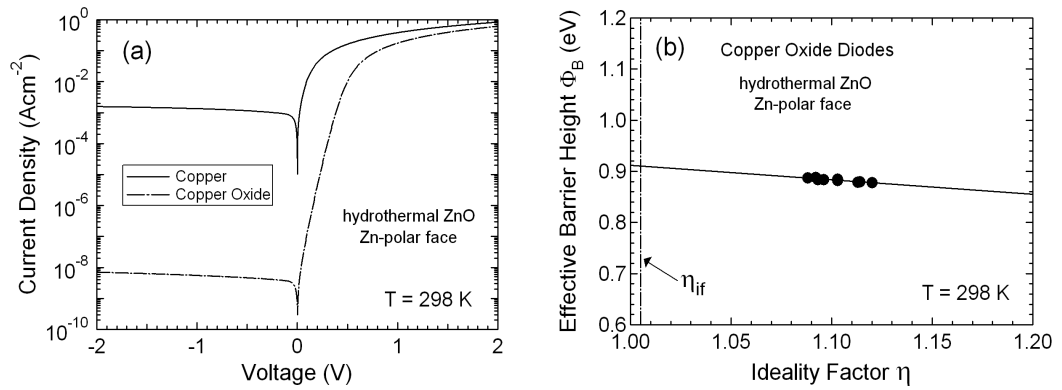 (a)
Current Density (Acm⁻²)
10⁰
10⁻²
10⁻⁴
10⁻⁶
10⁻⁸
10⁻¹⁰
Copper
Copper Oxide
hydrothermal ZnO
Zn-polar face
T = 298 K
-2
-1
0
1
2
Voltage (V)
(b)
Effective Barrier Height Φ_B (eV)
1.2
1.1
1.0
0.9
0.8
0.7
0.6
Copper Oxide Diodes
hydrothermal ZnO
Zn-polar face
η_if
T = 298 K
1.00
1.05
1.10
1.15
1.20
Ideality Factor η